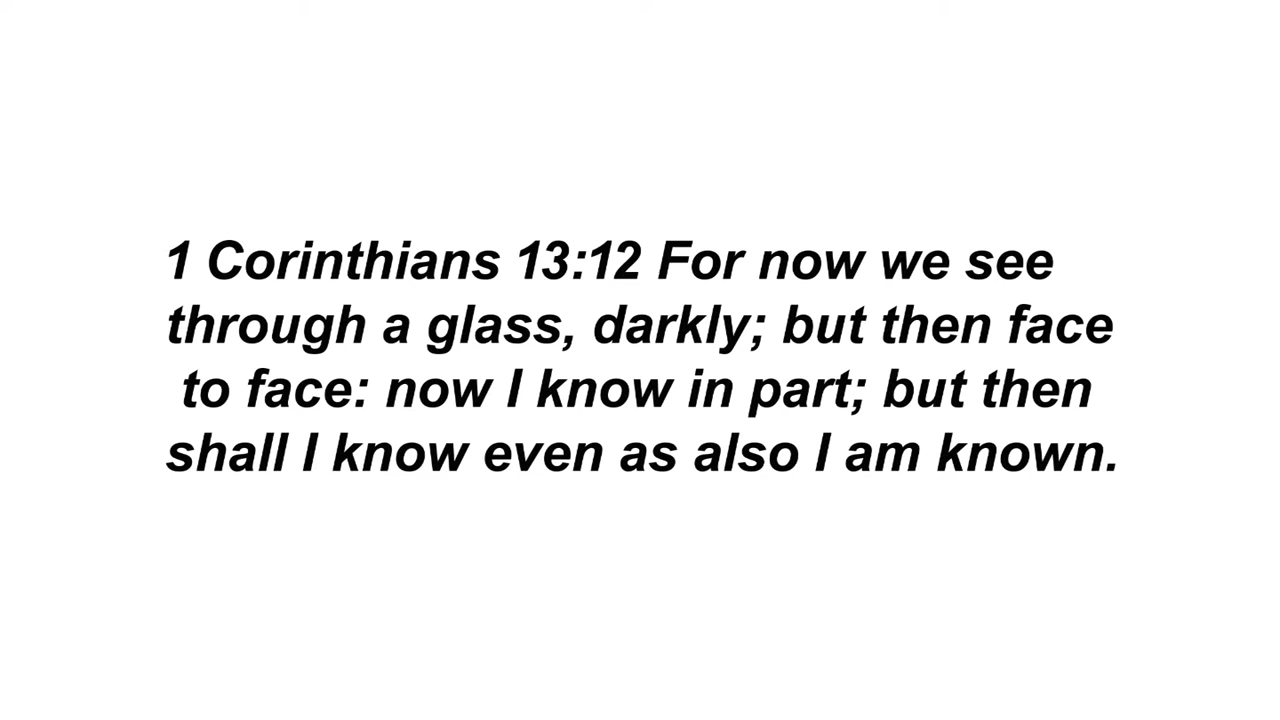 1 Corinthians 13:12 For now we see
through a glass, darkly; but then face
to face: now I know in part; but then
shall I know even as also I am known.